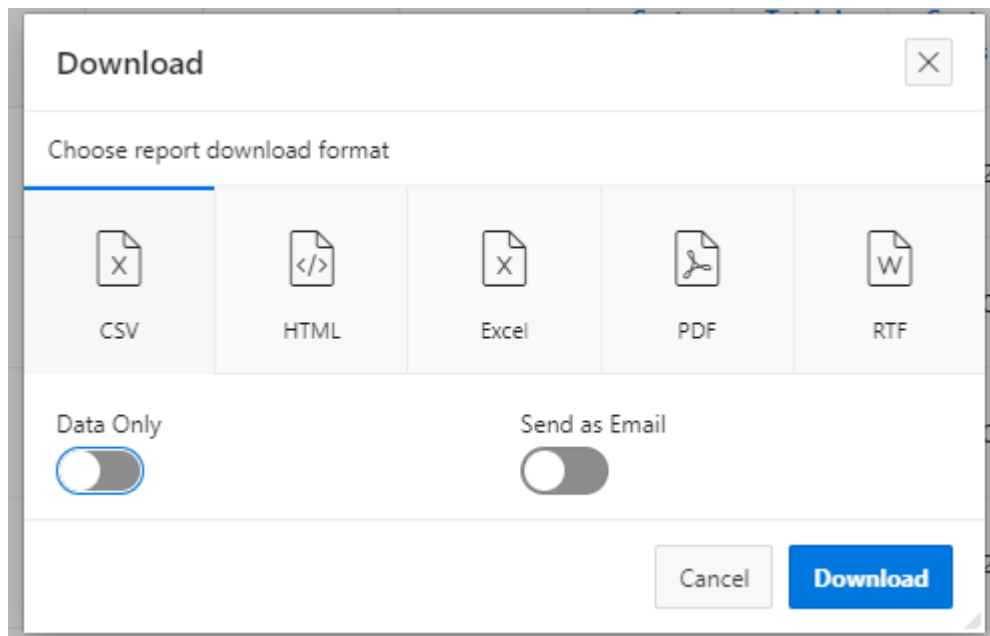 Download
Choose report download format
CSV HTML Excel PDF RTF
Data Only Send as Email
Cancel Download